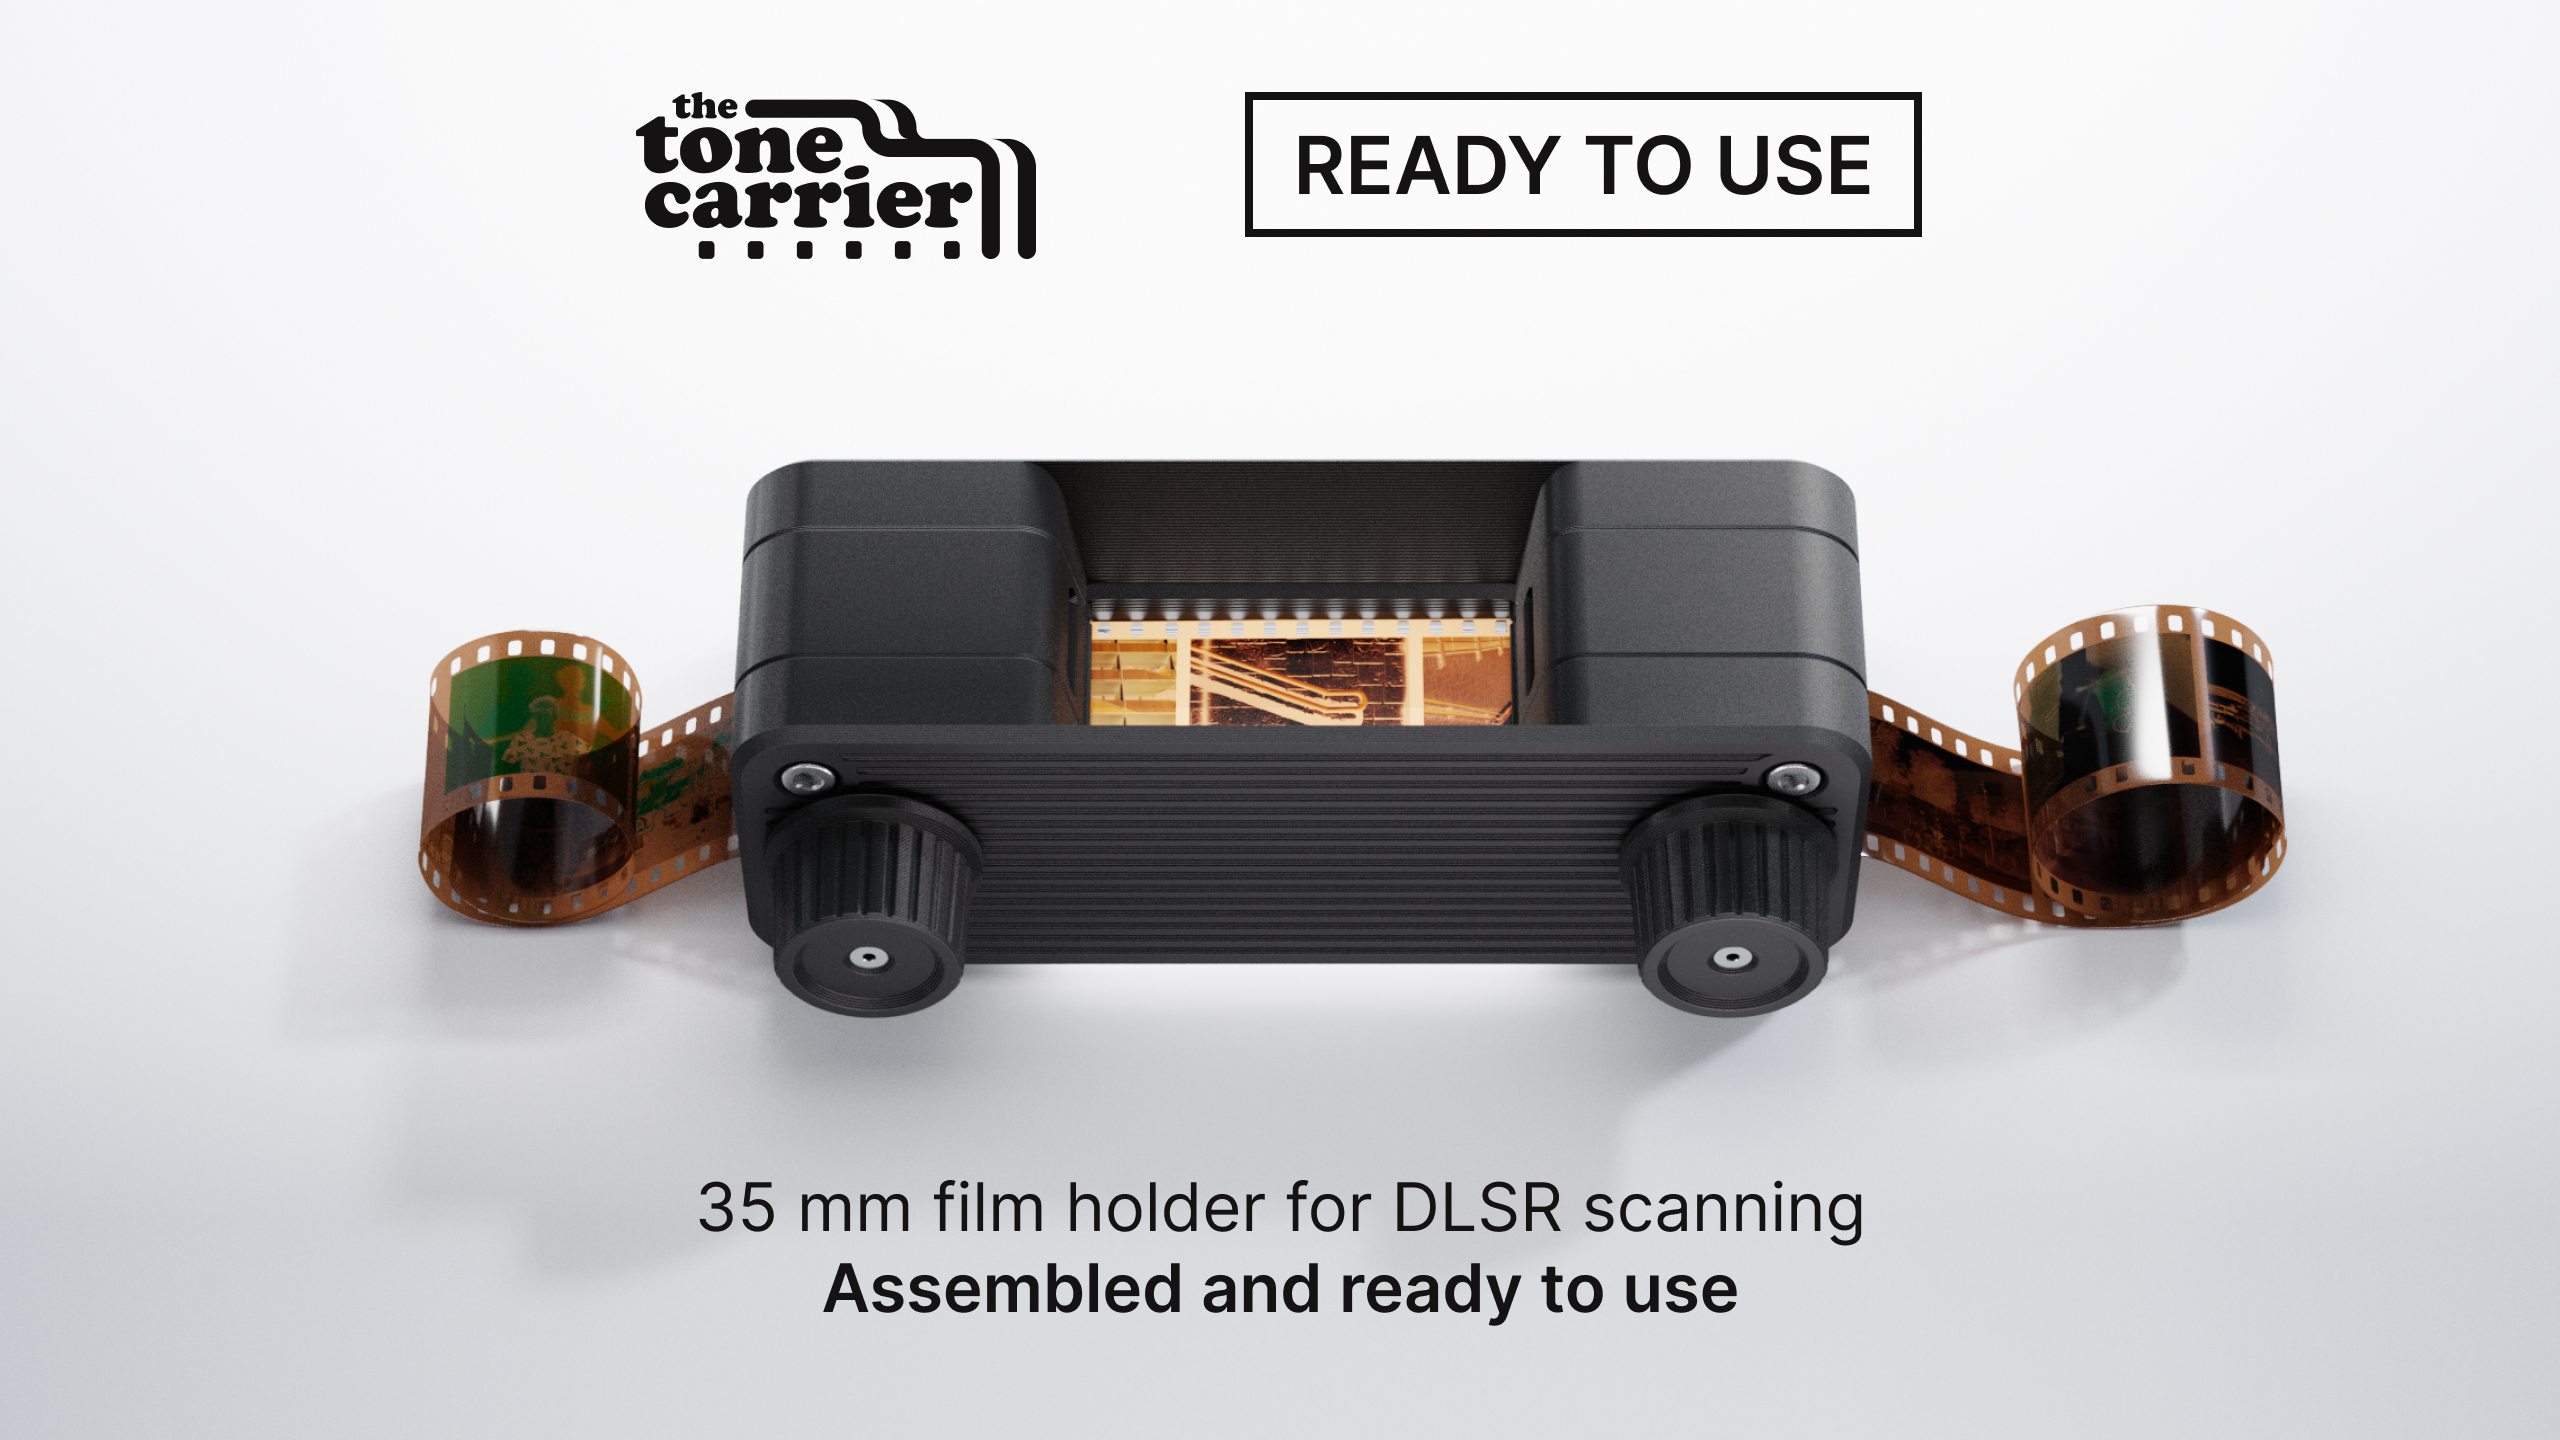 the
tone
carrier
READY TO USE
35 mm film holder for DLSR scanning
Assembled and ready to use